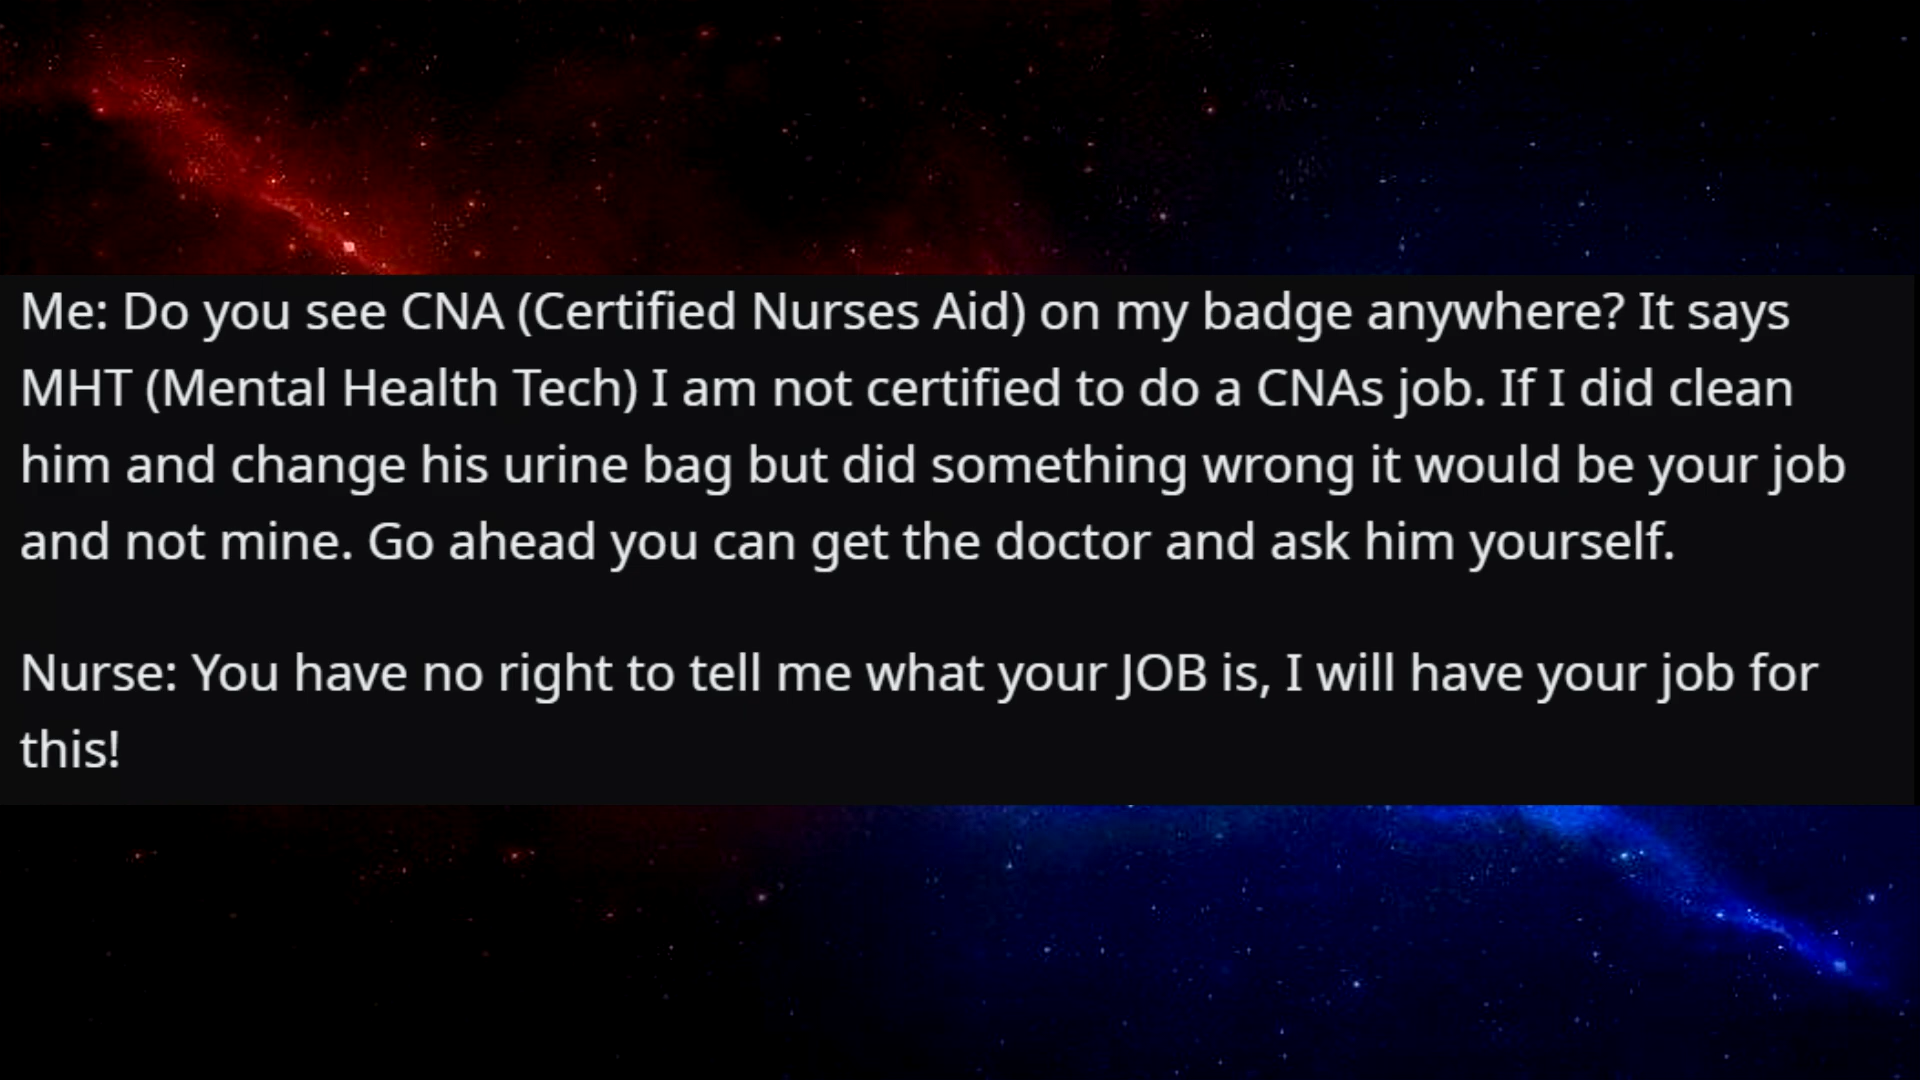 Me: Do you see CNA (Certified Nurses Aid) on my badge anywhere? It says
MHT (Mental Health Tech) I am not certified to do a CNAs job. If I did clean
him and change his urine bag but did something wrong it would be your job
and not mine. Go ahead you can get the doctor and ask him yourself.
Nurse: You have no right to tell me what your JOB is, I will have your job for
this!